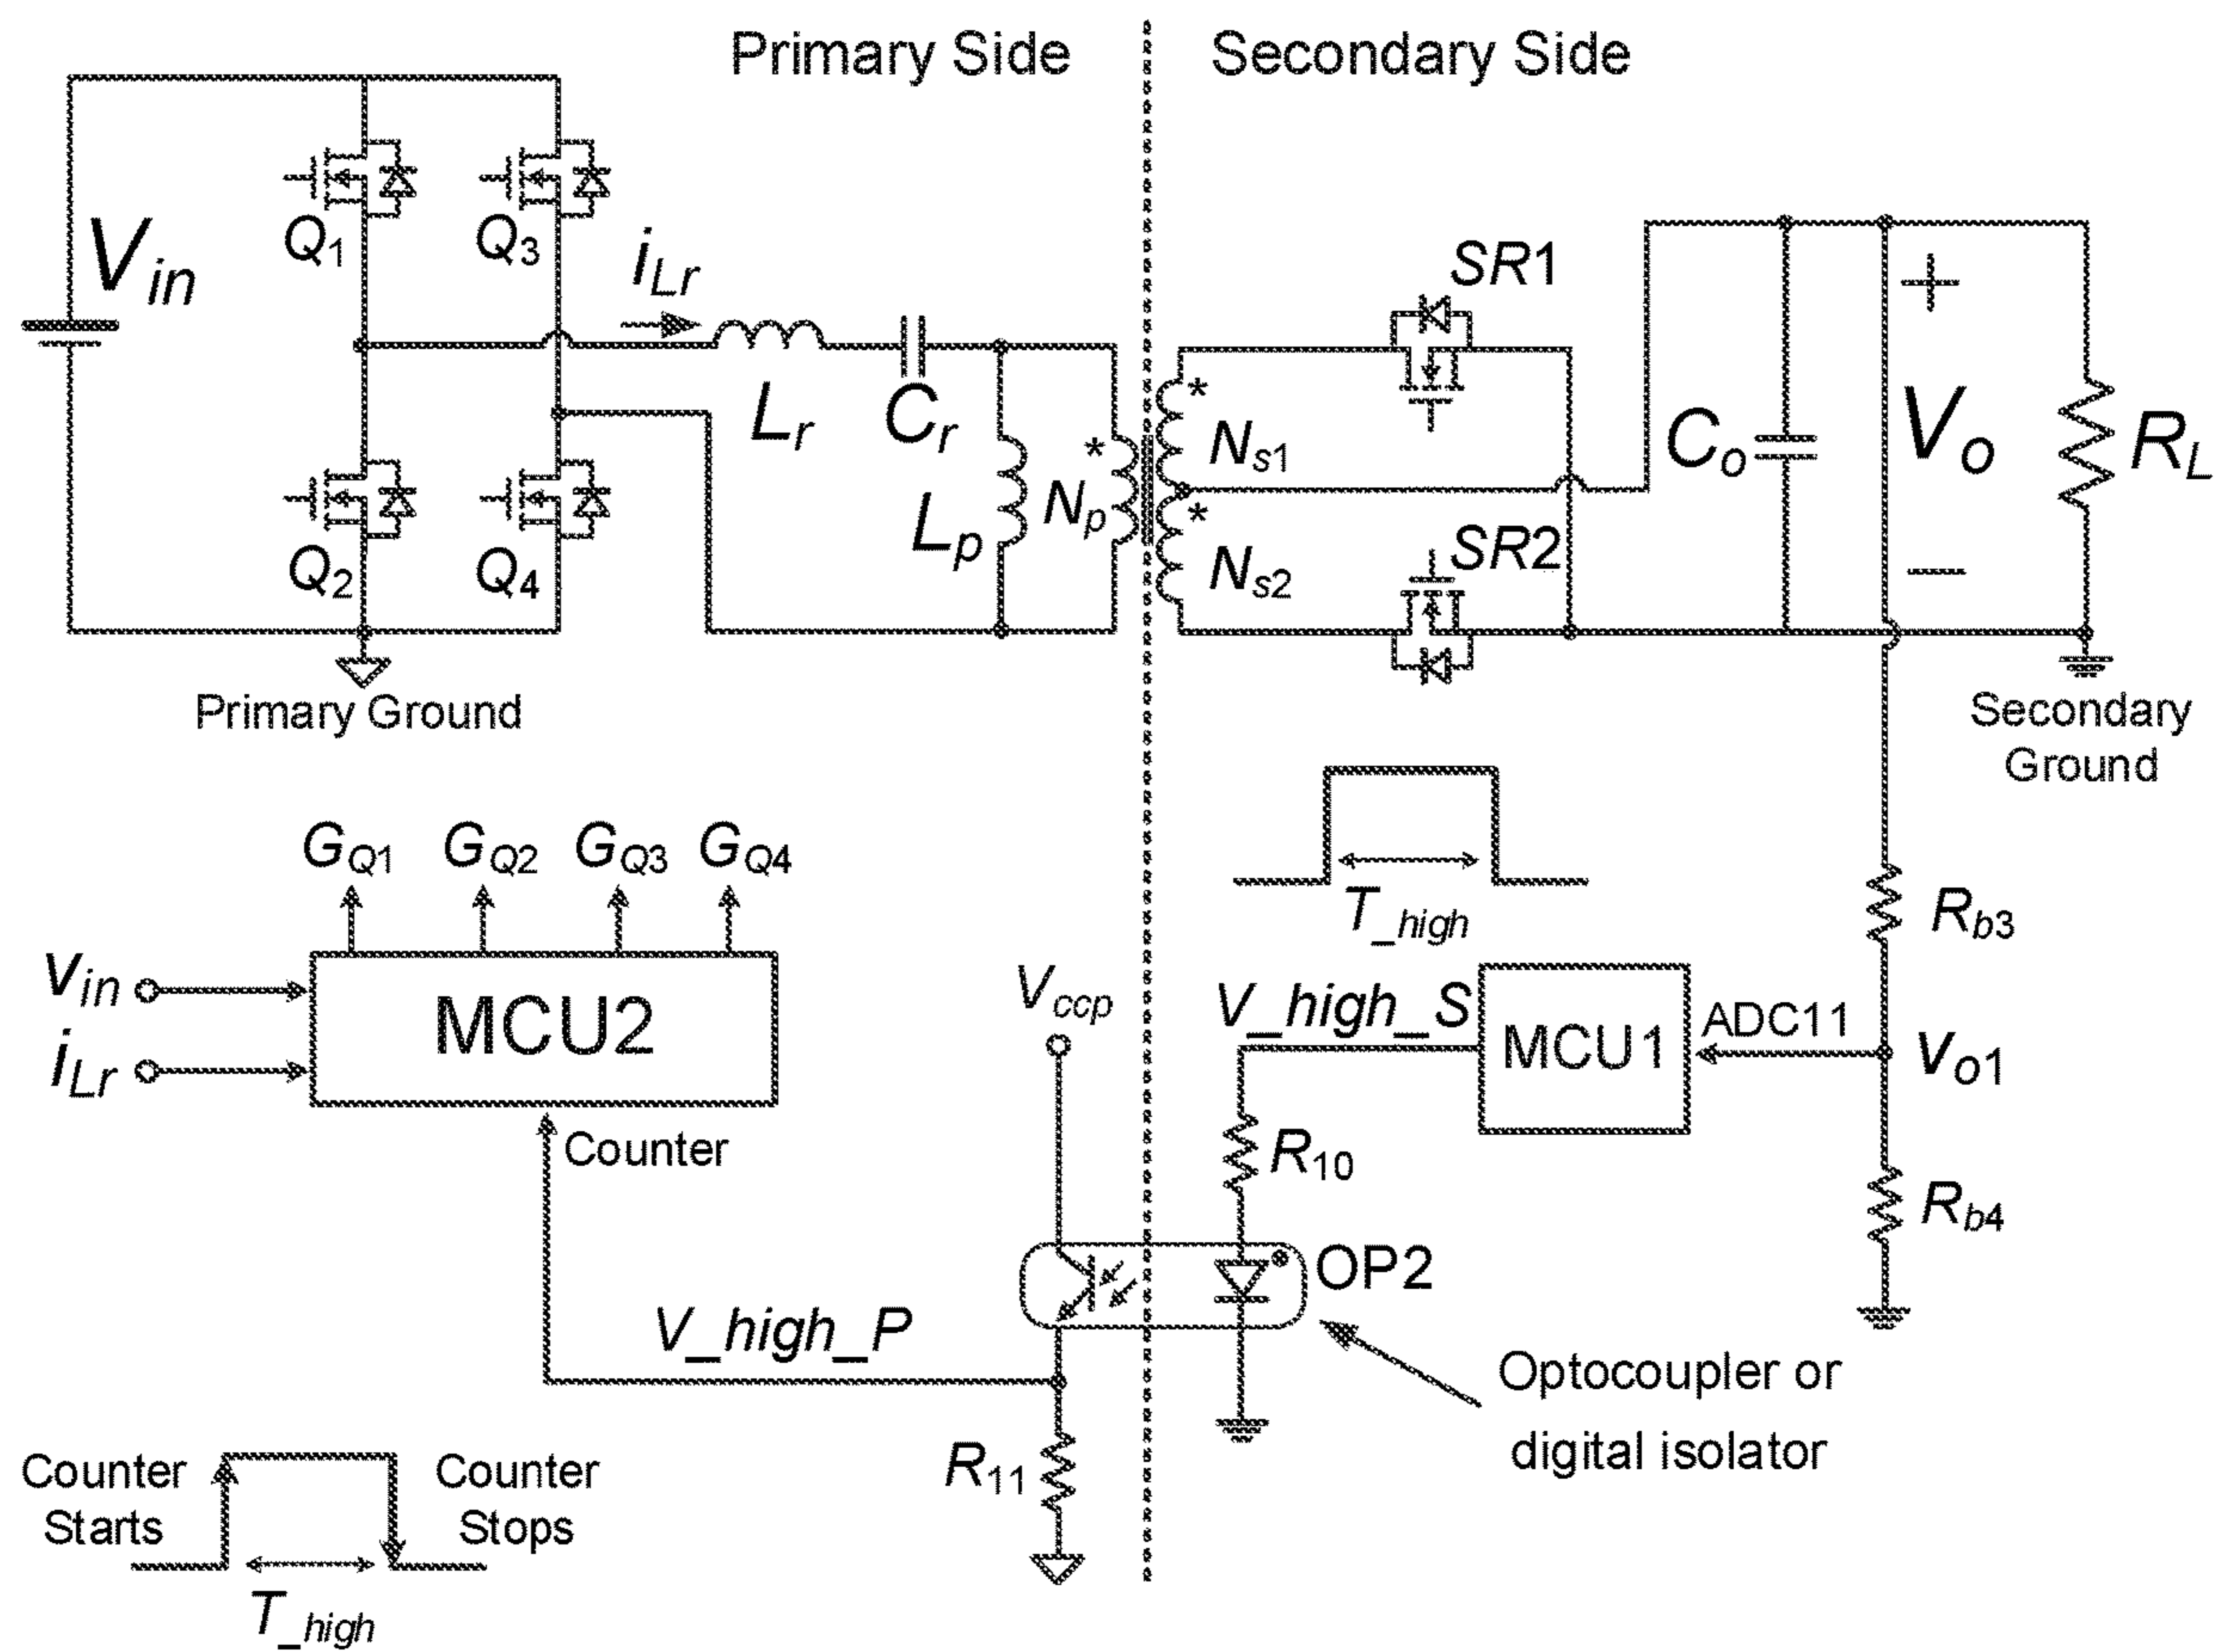 Primary Side
Secondary Side
Vin
Q1
Q3
iLr
Lr
Cr
Lp
Np
*
*
*
Ns1
Ns2
SR1
SR2
Co
+
Vo
−
RL
Q2
Q4
Primary Ground
Secondary
Ground
GQ1 GQ2 GQ3 GQ4
vin
iLr
MCU2
Counter
Vccp
T_high
V_high_S
MCU1
ADC11
vo1
Rb3
Rb4
R10
OP2
V_high_P
Optocoupler or
digital isolator
R11
Counter
Starts
Counter
Stops
T_high